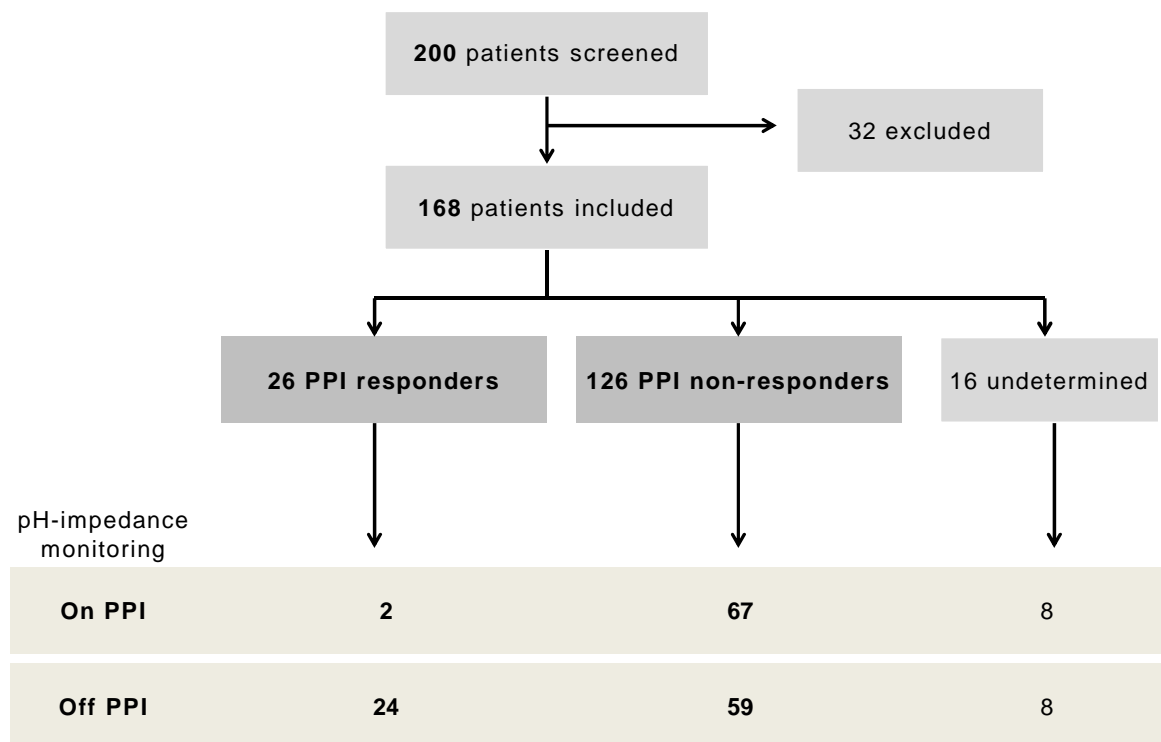 200 patients screened
32 excluded
168 patients included
26 PPI responders
126 PPI non-responders
16 undetermined
pH-impedance
monitoring
On PPI 2 67 8
Off PPI 24 59 8